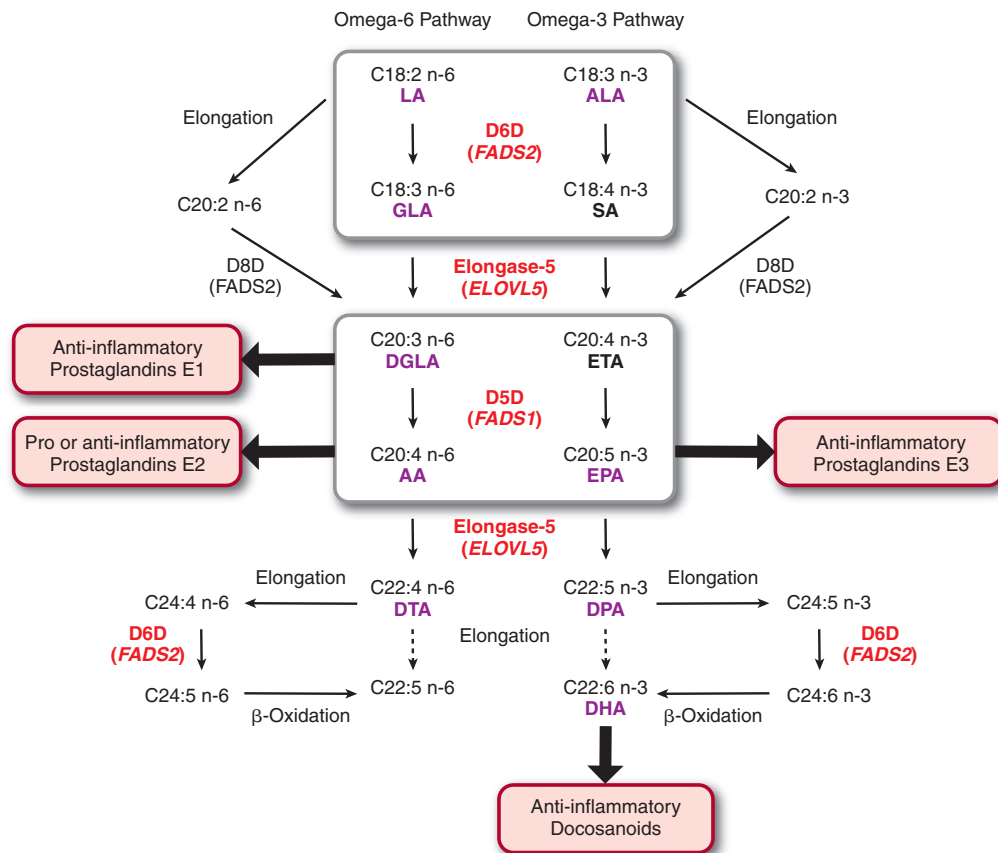 Omega-6 Pathway
Omega-3 Pathway
C18:2 n-6
LA
C18:3 n-3
ALA
Elongation
Elongation
D6D
(FADS2)
C20:2 n-6
C18:3 n-6
GLA
C18:4 n-3
SA
C20:2 n-3
D8D
(FADS2)
Elongase-5
(ELOVL5)
D8D
(FADS2)
Anti-inflammatory
Prostaglandins E1
C20:3 n-6
DGLA
C20:4 n-3
ETA
D5D
(FADS1)
Pro or anti-inflammatory
Prostaglandins E2
C20:4 n-6
AA
C20:5 n-3
EPA
Anti-inflammatory
Prostaglandins E3
Elongase-5
(ELOVL5)
C24:4 n-6
Elongation
C22:4 n-6
DTA
C22:5 n-3
DPA
Elongation
C24:5 n-3
D6D
(FADS2)
Elongation
D6D
(FADS2)
C24:5 n-6
β-Oxidation
C22:5 n-6
C22:6 n-3
DHA
β-Oxidation
C24:6 n-3
Anti-inflammatory
Docosanoids